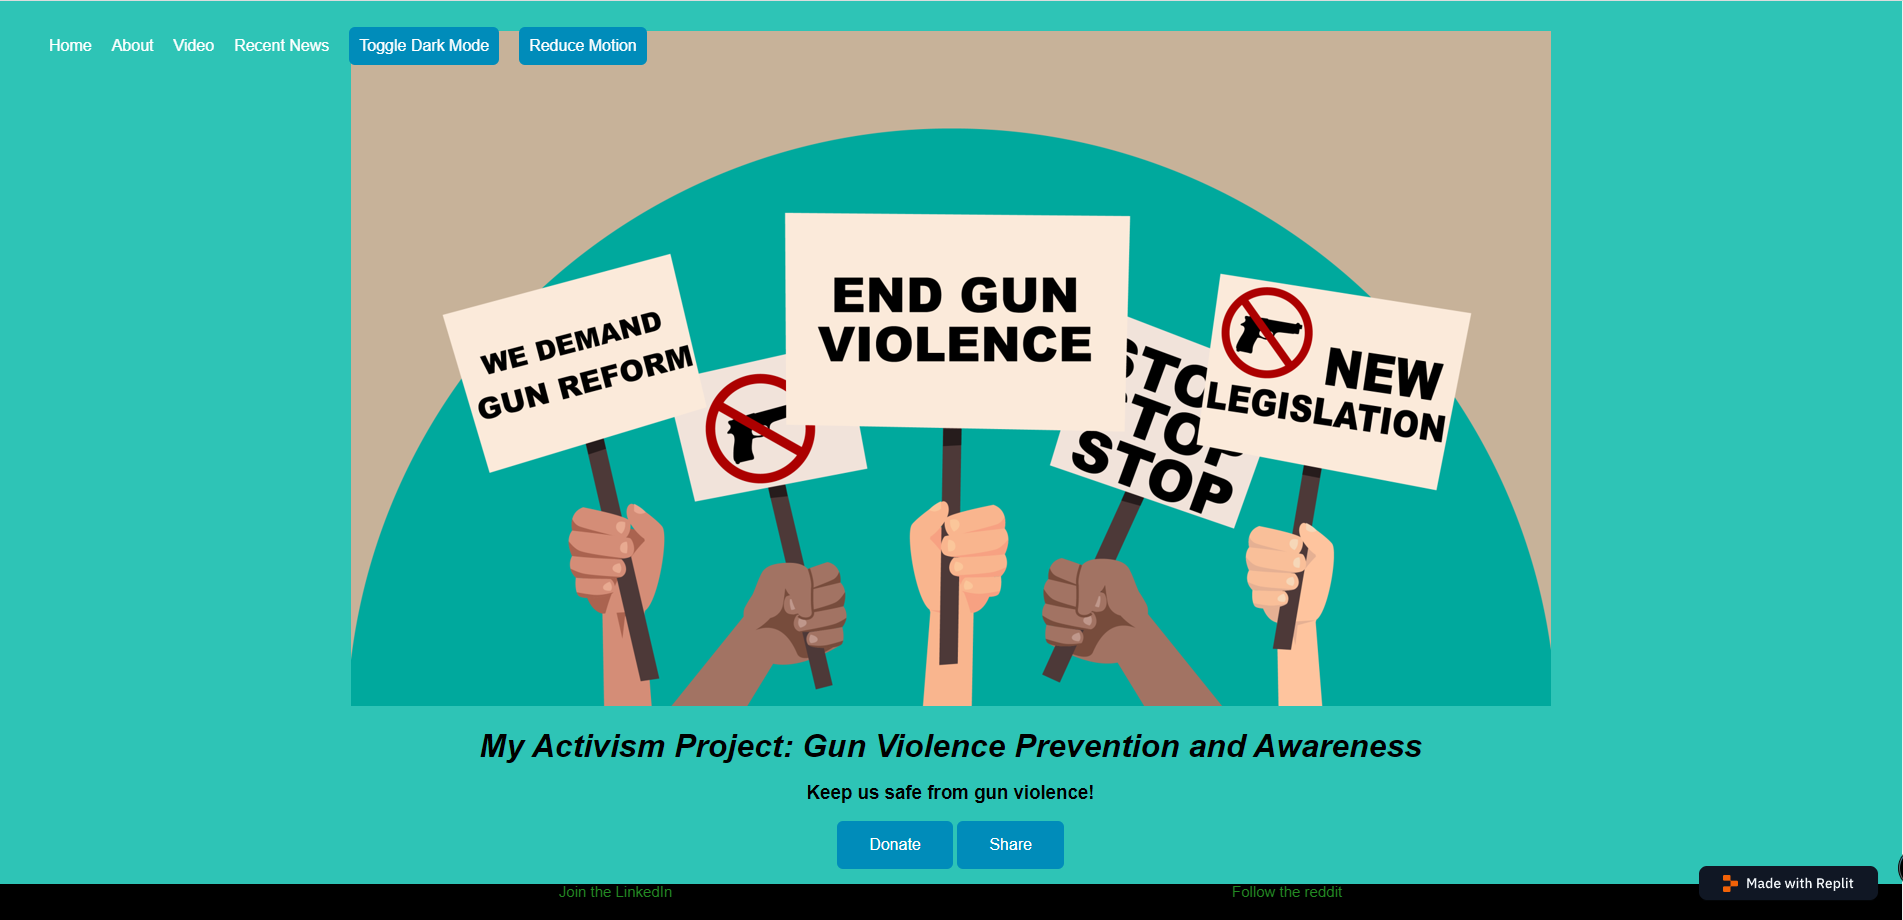 Home About Video Recent News Toggle Dark Mode Reduce Motion
WE DEMAND
GUN REFORM
END GUN
VIOLENCE
STOP
STOP
STOP
NEW
LEGISLATION
My Activism Project: Gun Violence Prevention and Awareness
Keep us safe from gun violence!
Donate Share
Join the LinkedIn Follow the reddit
Made with Replit